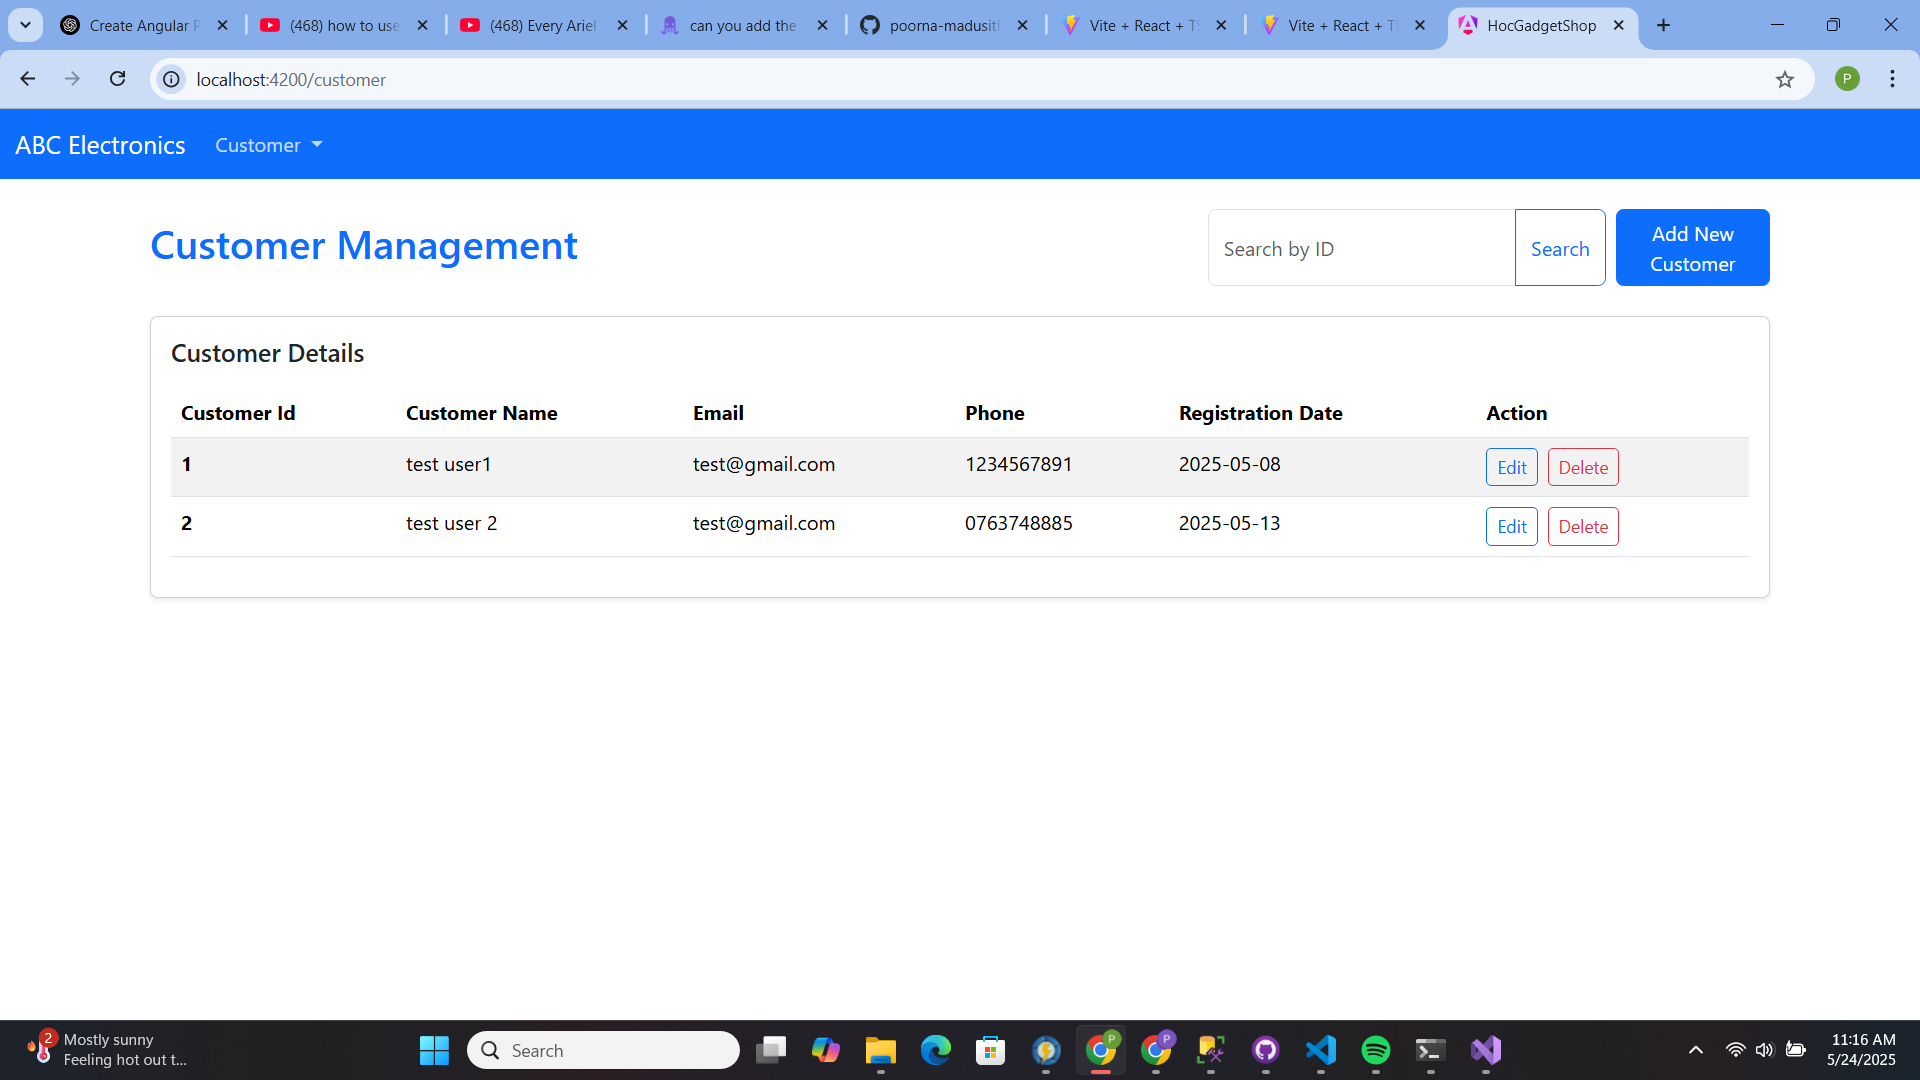 Create Angular P
(468) how to use
(468) Every Ariel
can you add the
poorna-madusith
Vite + React + TS
Vite + React + TS
HocGadgetShop
localhost:4200/customer
P
ABC Electronics
Customer
Customer Management
Search by ID
Search
Add New
Customer
Customer Details
Customer Id Customer Name Email Phone Registration Date Action
1 test user1 test@gmail.com 1234567891 2025-05-08 Edit Delete
2 test user 2 test@gmail.com 0763748885 2025-05-13 Edit Delete
2
Mostly sunny
Feeling hot out t...
Search
P
P
11:16 AM
5/24/2025